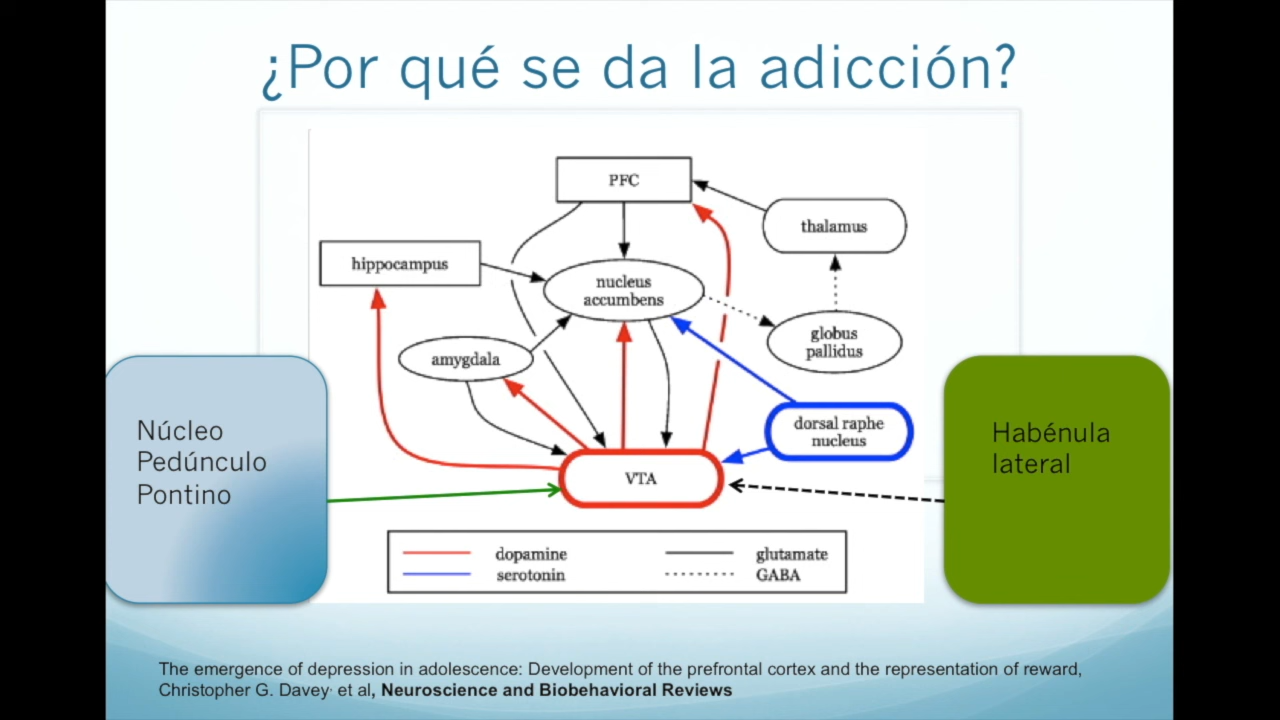 ¿Por qué se da la adicción?
PFC
thalamus
hippocampus
nucleus
accumbens
globus
pallidus
amygdala
Núcleo
Pedúnculo
Pontino
dorsal raphe
nucleus
Habénula
lateral
VTA
dopamine
glutamate
serotonin
GABA
The emergence of depression in adolescence: Development of the prefrontal cortex and the representation of reward,
Christopher G. Davey, et al, Neuroscience and Biobehavioral Reviews